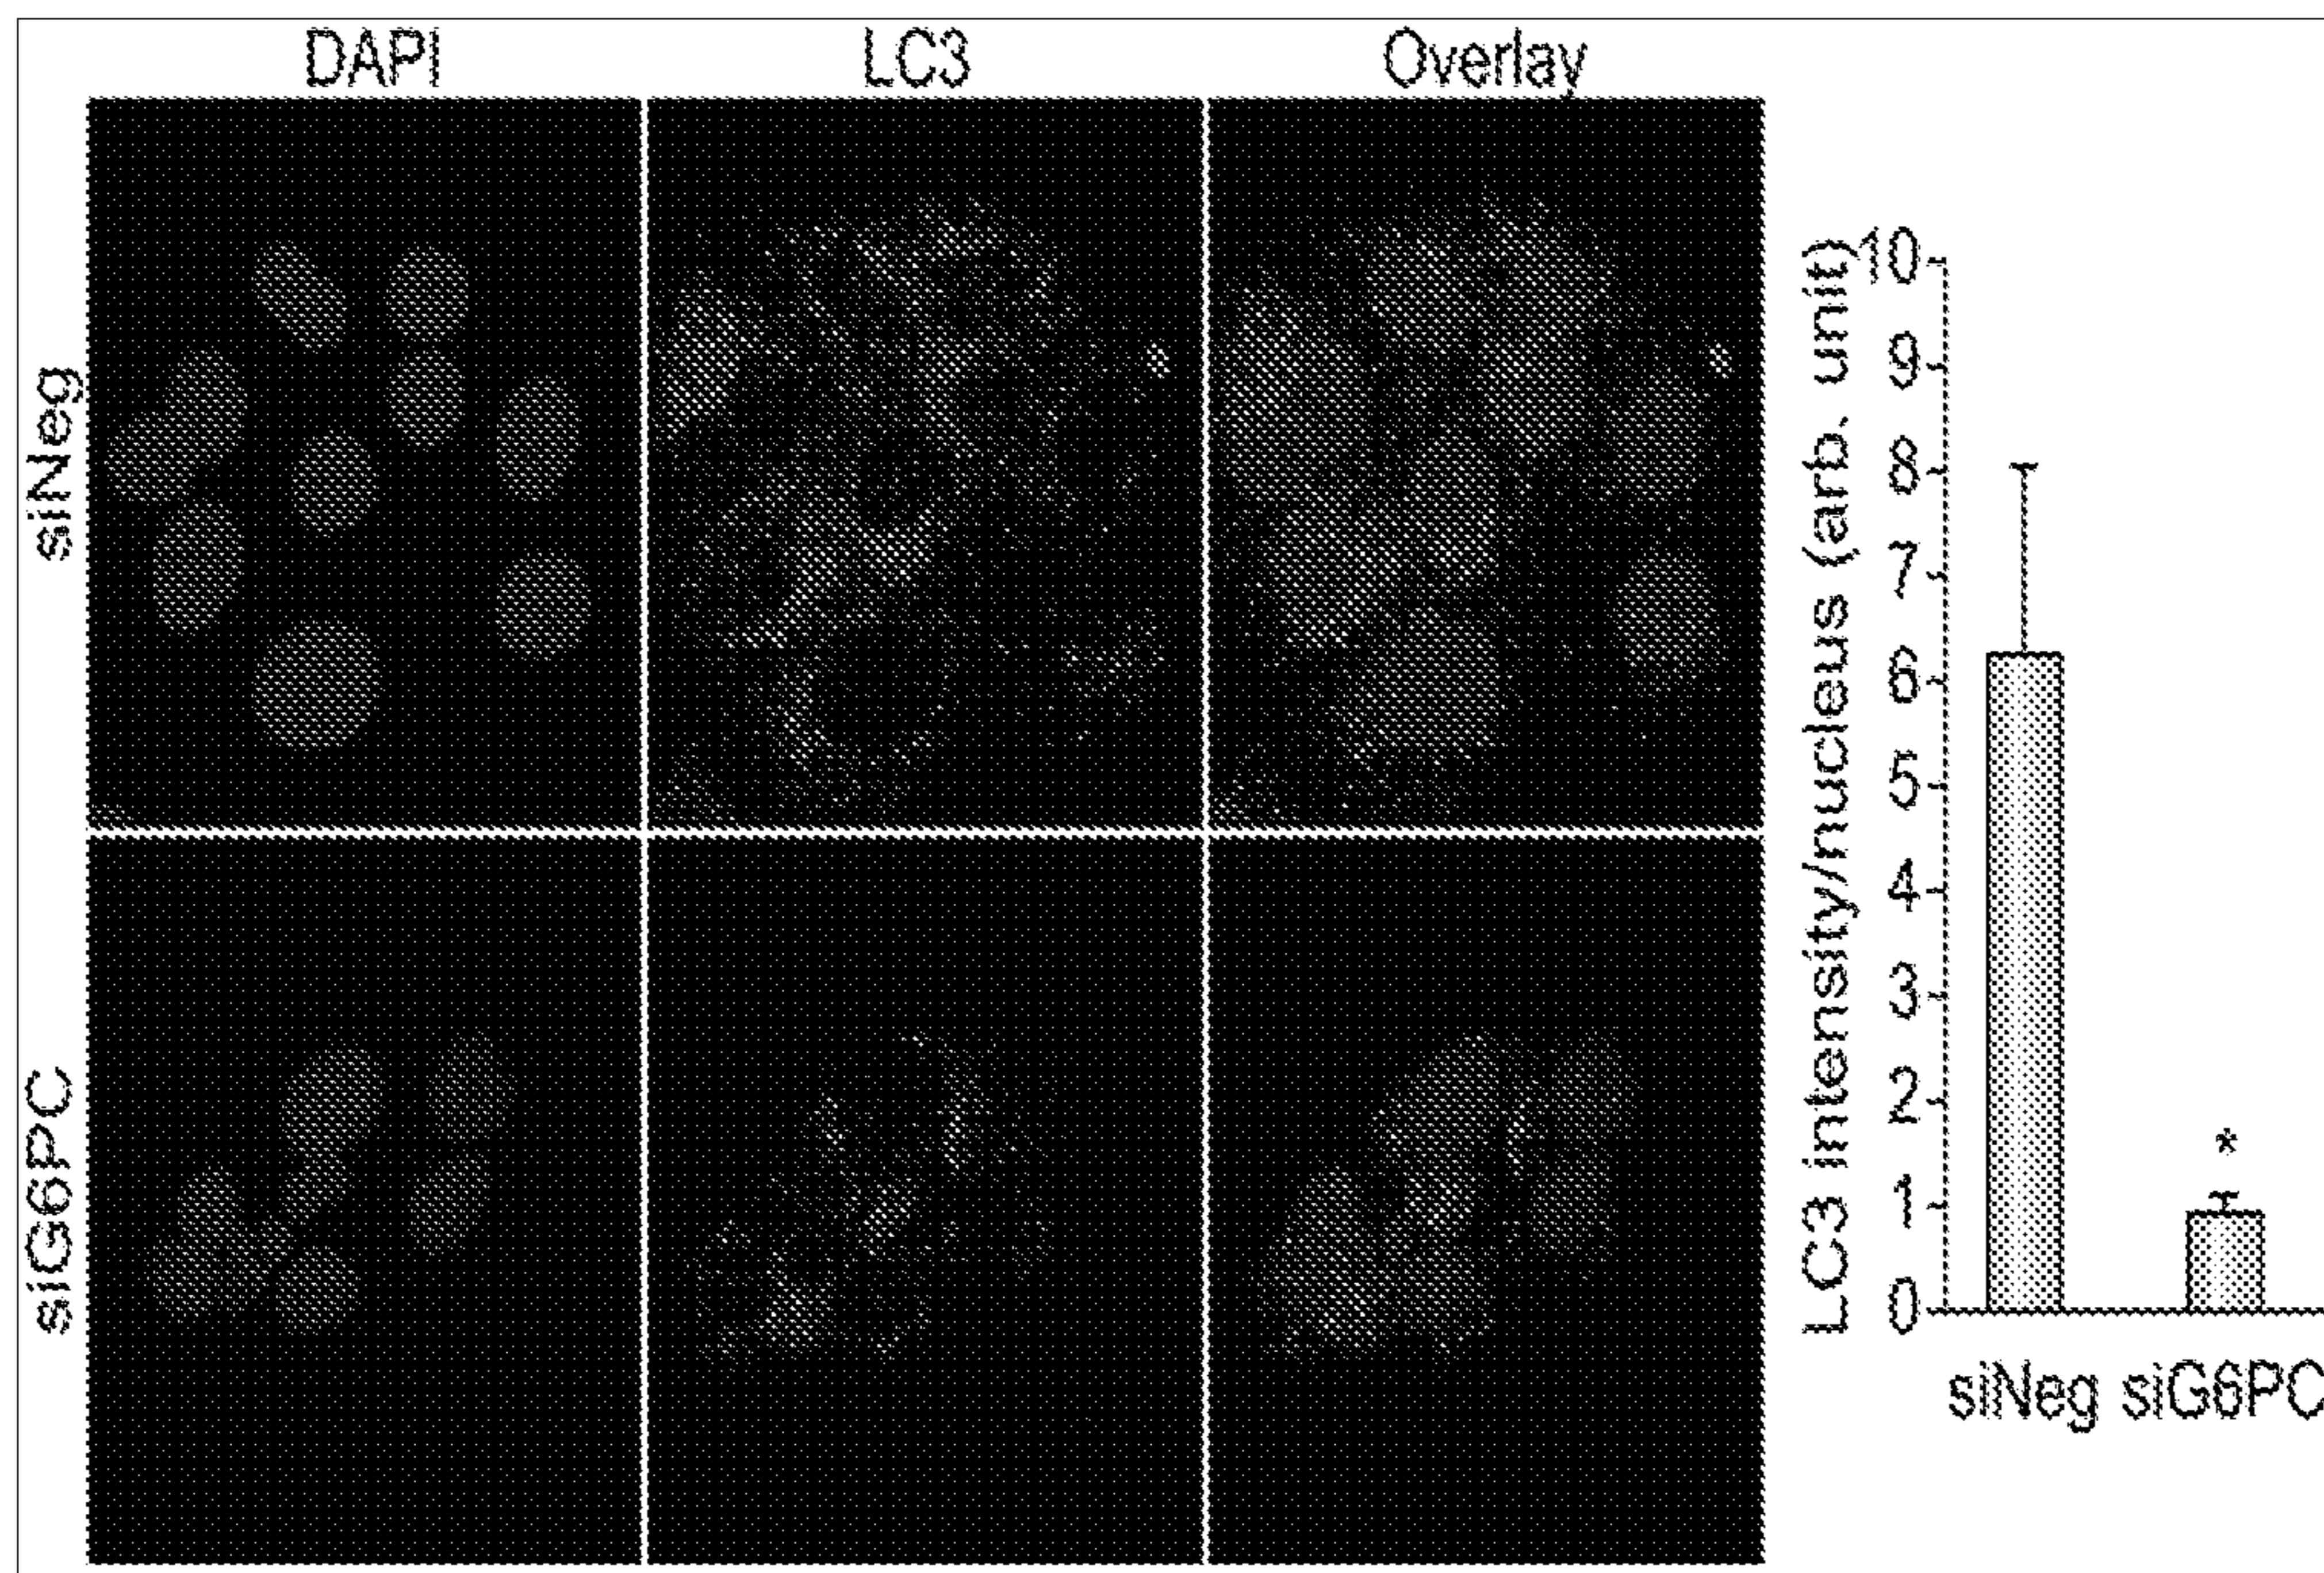 DAPI LC3 Overlay
siNeg
siG6PC
LC3 intensity/nucleus (arb. unit)
10
9
8
7
6
5
4
3
2
1
0
*
siNeg siG6PC